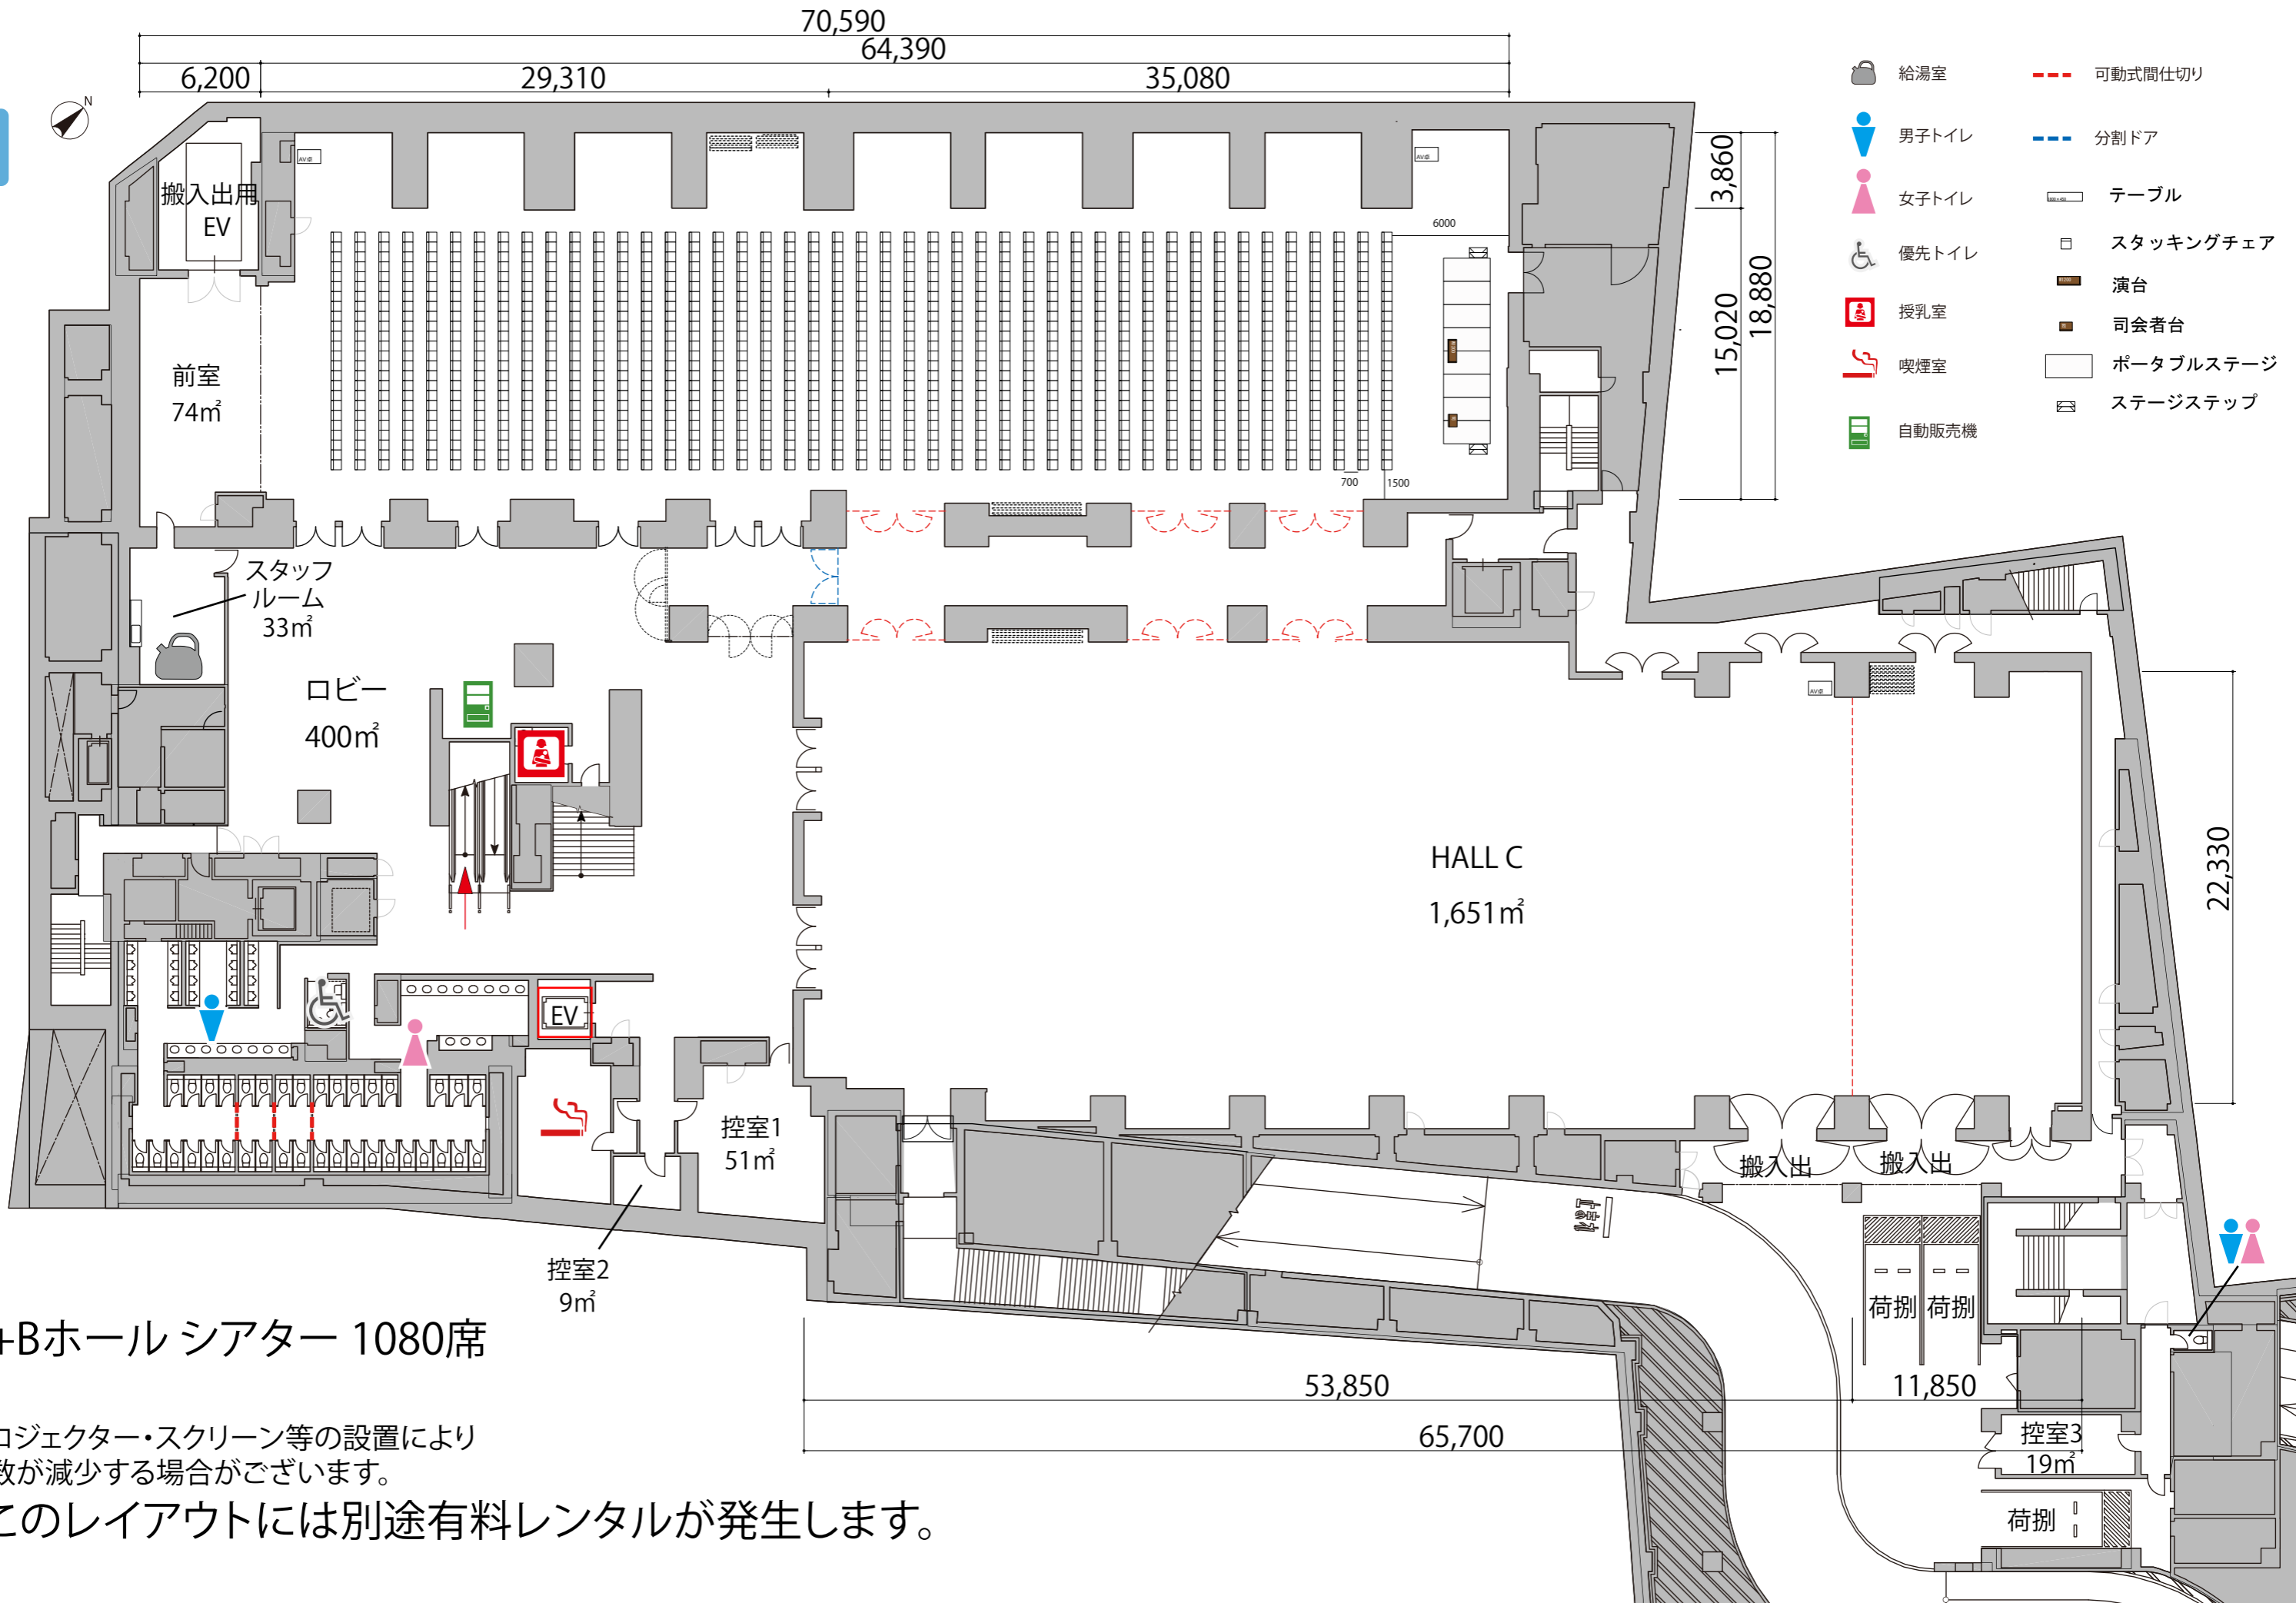 70,590
64,390
6,200
29,310
35,080
N
給湯室
可動式間仕切り
男子トイレ
分割ドア
女子トイレ
テーブル
優先トイレ
スタッキングチェア
授乳室
演台
司会者台
喫煙室
ポータブルステージ
自動販売機
ステージステップ
搬入出用
EV
AV卓
AV卓
3,860
15,020
18,880
6000
前室
74㎡
700
1500
スタッフ
ルーム
33㎡
ロビー
400㎡
AV卓
HALL C
1,651㎡
22,330
EV
控室1
51㎡
控室2
9㎡
搬入出
搬入出
荷捌
荷捌
+Bホール シアター 1080席
53,850
11,850
65,700
ロジェクター・スクリーン等の設置により
数が減少する場合がございます。
このレイアウトには別途有料レンタルが発生します。
控室3
19㎡
荷捌